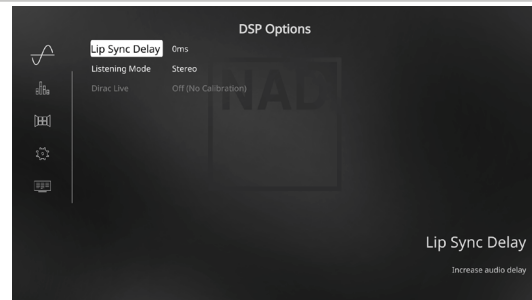 DSP Options
Lip Sync Delay 0ms
Listening Mode Stereo
Dirac Live Off (No Calibration)
NAD
Lip Sync Delay
Increase audio delay